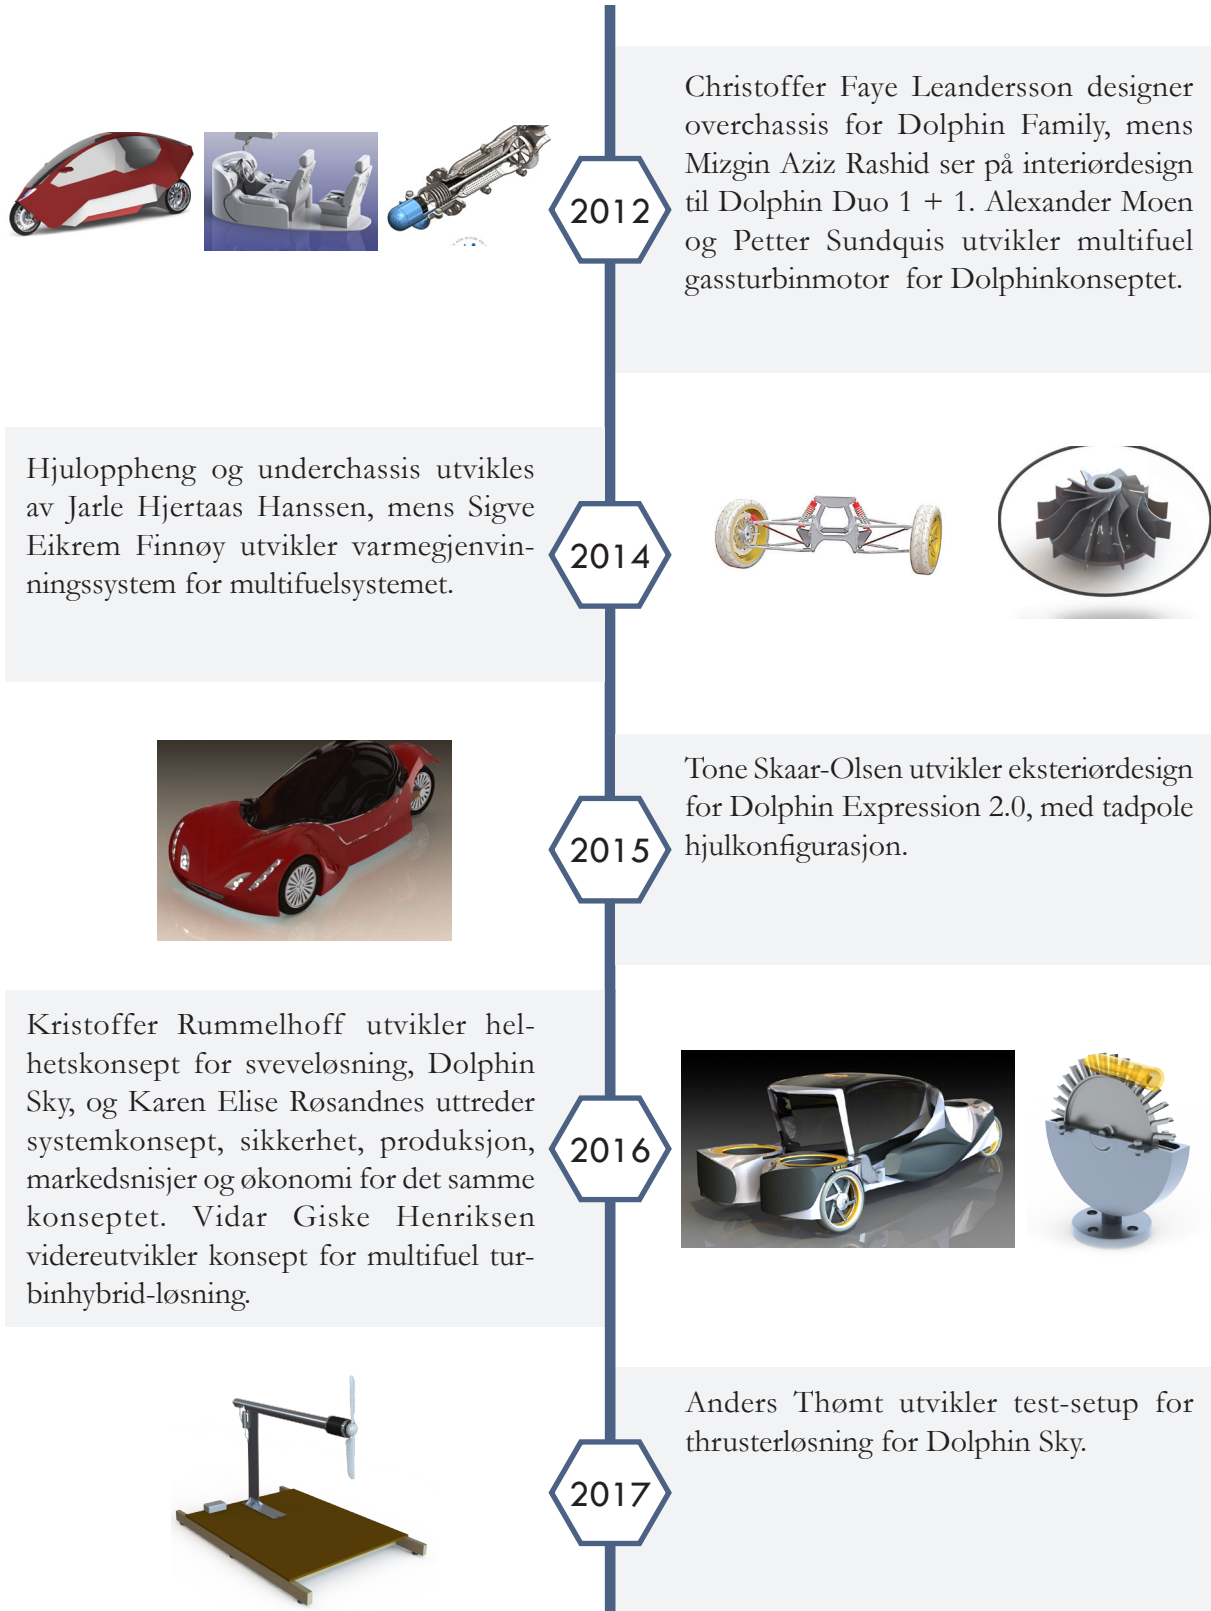 Christoffer Faye Leandersson designer
overchassis for Dolphin Family, mens
Mizgin Aziz Rashid ser på interiørdesign
til Dolphin Duo 1 + 1. Alexander Moen
og Petter Sundquis utvikler multifuel
gassturbinmotor for Dolphinkonseptet.
2012
Hjuloppheng og underchassis utvikles
av Jarle Hjertaas Hanssen, mens Sigve
Eikrem Finnøy utvikler varmegjenvin-
ningssystem for multifuelsystemet.
2014
Tone Skaar-Olsen utvikler eksteriørdesign
for Dolphin Expression 2.0, med tadpole
hjulkonfigurasjon.
2015
Kristoffer Rummelhoff utvikler hel-
hetskonsept for sveveløsning, Dolphin
Sky, og Karen Elise Røsandnes uttreder
systemkonsept, sikkerhet, produksjon,
markedsnisjer og økonomi for det samme
konseptet. Vidar Giske Henriksen
videreutvikler konsept for multifuel tur-
binhybrid-løsning.
2016
Anders Thømt utvikler test-setup for
thrusterløsning for Dolphin Sky.
2017